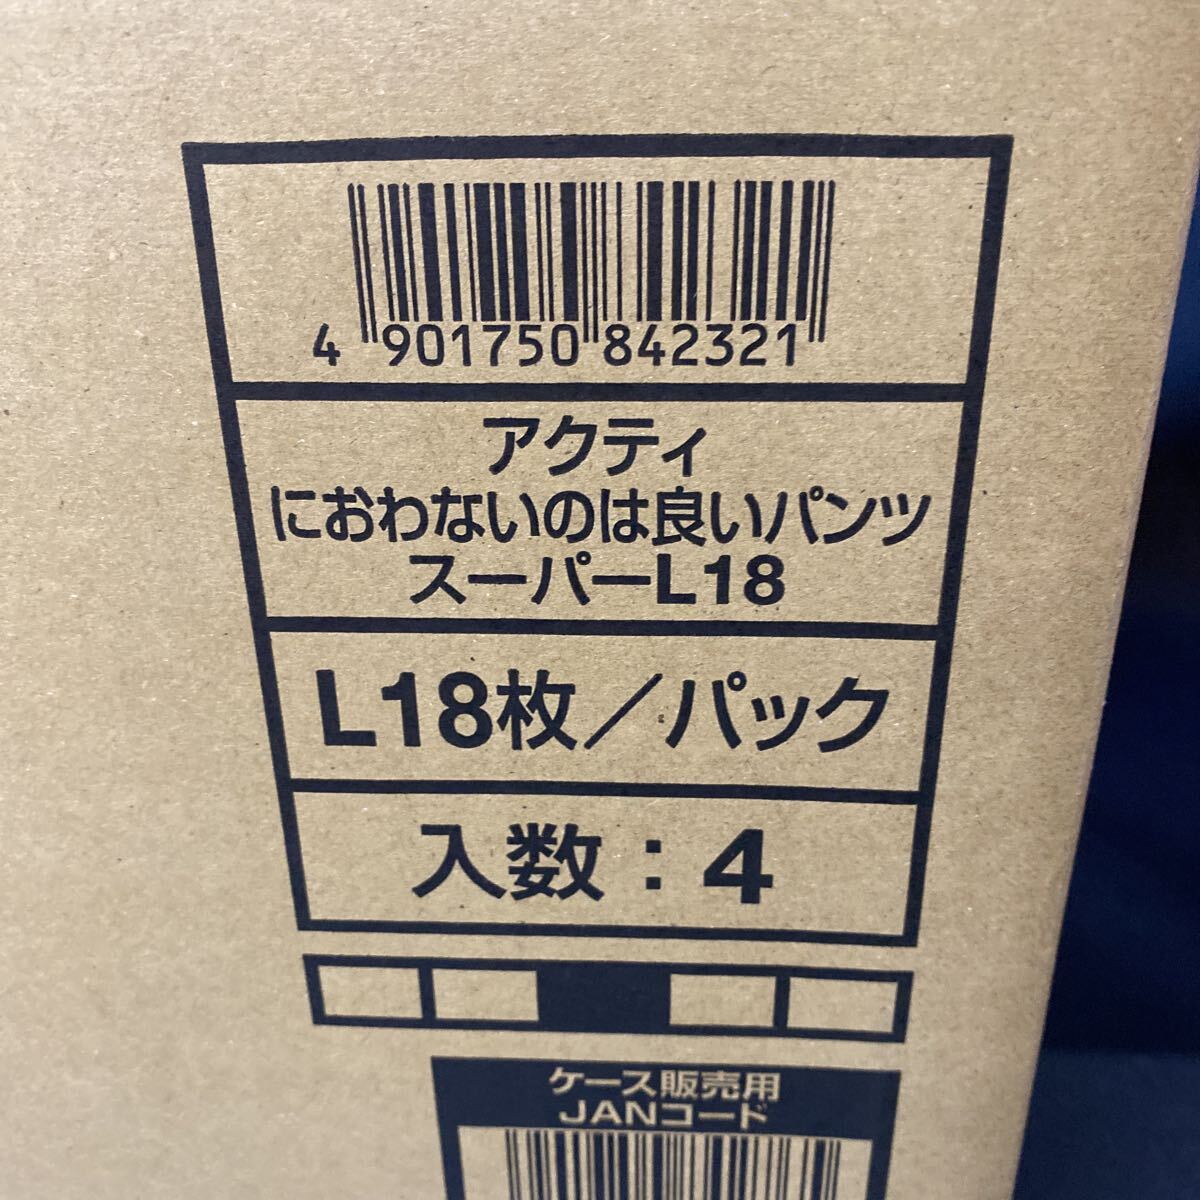 4 901750 842321
アクティ
におわないのは良いパンツ
スーパーL18
L18枚／パック
入数：4
ケース販売用
JANコード